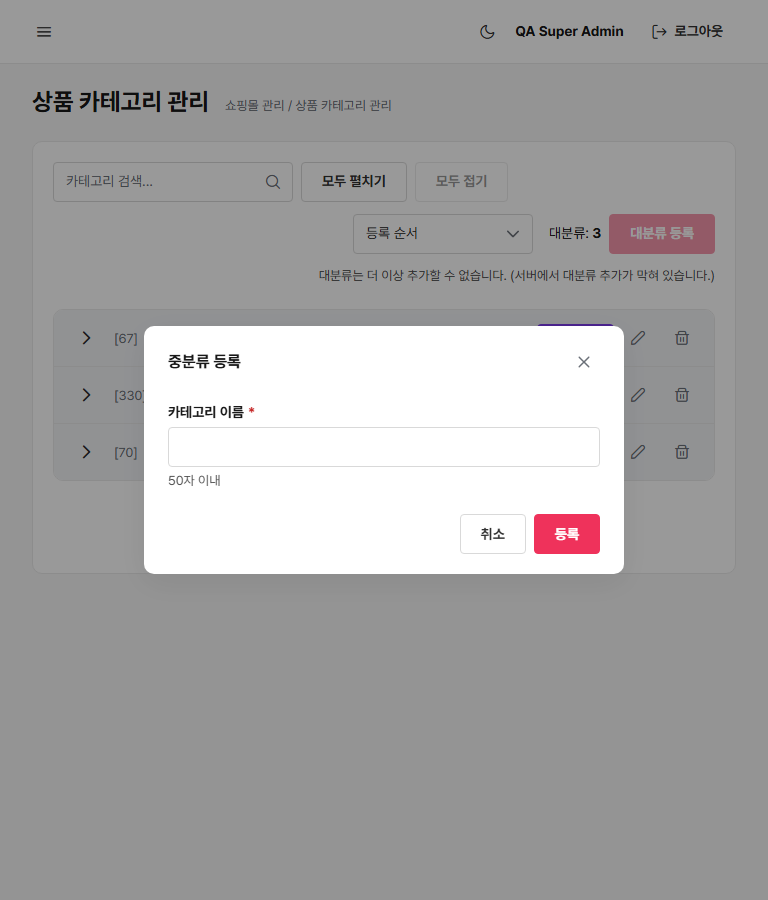 QA Super Admin
로그아웃
상품 카테고리 관리
쇼핑몰 관리 / 상품 카테고리 관리
카테고리 검색...
모두 펼치기
모두 접기
등록 순서
대분류: 3
대분류 등록
대분류는 더 이상 추가할 수 없습니다. (서버에서 대분류 추가가 막혀 있습니다.)
[67]
[330]
[70]
중분류 등록
카테고리 이름 *
50자 이내
취소
등록